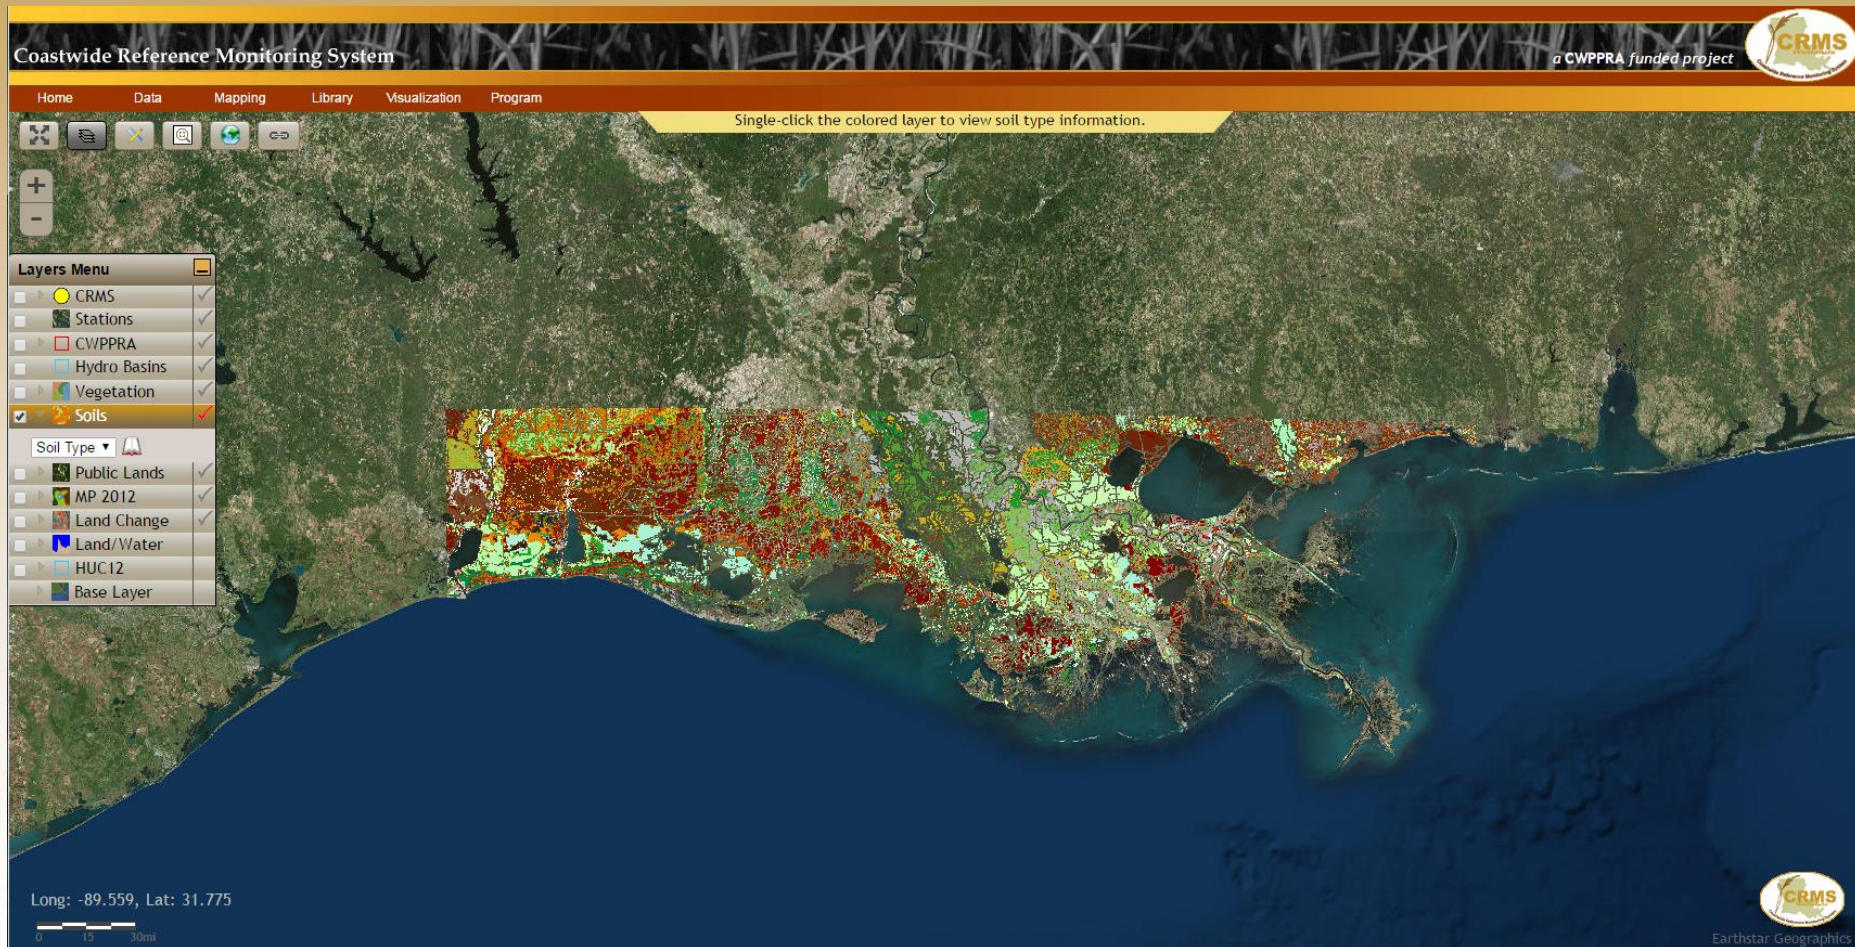 Coastwide Reference Monitoring System
a CWPPRA funded project
CRMS
Home Data Mapping Library Visualization Program
Single-click the colored layer to view soil type information.
+
-
Layers Menu
CRMS
Stations
CWPPRA
Hydro Basins
Vegetation
Soils
Soil Type
Public Lands
MP 2012
Land Change
Land/Water
HUC12
Base Layer
Long: -89.559, Lat: 31.775
0 15 30mi
CRMS
Earthstar Geographics